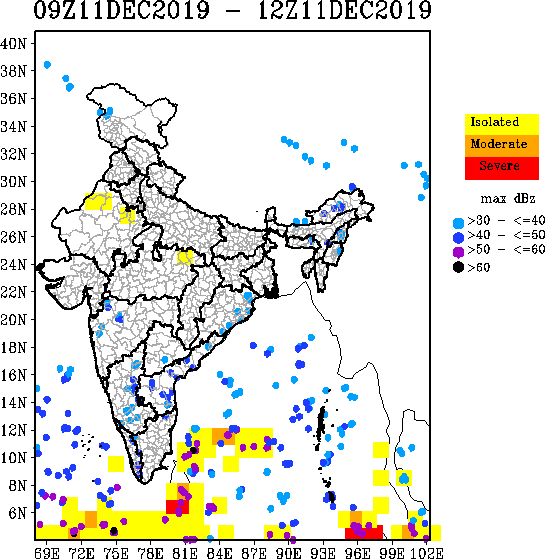 09Z11DEC2019 - 12Z11DEC2019
40N
38N
36N
34N
32N
30N
28N
26N
24N
22N
20N
18N
16N
14N
12N
10N
8N
6N
69E 72E 75E 78E 81E 84E 87E 90E 93E 96E 99E 102E
Isolated
Moderate
Severe
max dBz
>30 - <=40
>40 - <=50
>50 - <=60
>60